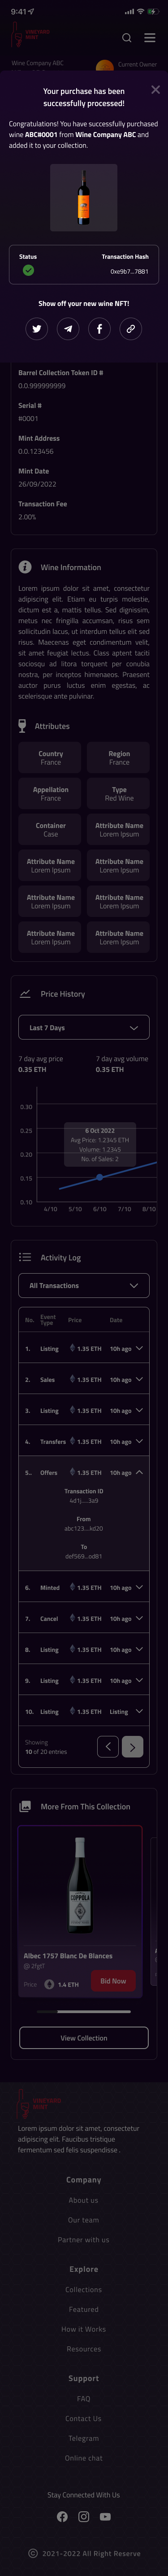 9:41
Wine Company ABC
Current Owner
Your purchase has been
successfully processed!
Congratulations! You have successfully purchased
wine ABC#0001 from Wine Company ABC and
added it to your collection.
Status
Transaction Hash
0xe9b7...7881
Show off your new wine NFT!
Barrel Collection Token ID #
0.0.999999999
Serial #
#0001
Mint Address
0.0.123456
Mint Date
26/09/2022
Transaction Fee
2.00%
Wine Information
Lorem ipsum dolor sit amet, consectetur
adipiscing elit. Etiam eu turpis molestie,
dictum est a, mattis tellus. Sed dignissim,
metus nec fringilla accumsan, risus sem
sollicitudin lacus, ut interdum tellus elit sed
risus. Maecenas eget condimentum velit,
sit amet feugiat lectus. Class aptent taciti
sociosqu ad litora torquent per conubia
nostra, per inceptos himenaeos. Praesent
auctor purus luctus enim egestas, ac
scelerisque ante pulvinar.
Attributes
Country
France
Region
France
Appellation
France
Type
Red Wine
Container
Case
Attribute Name
Lorem Ipsum
Attribute Name
Lorem Ipsum
Attribute Name
Lorem Ipsum
Attribute Name
Lorem Ipsum
Attribute Name
Lorem Ipsum
Attribute Name
Lorem Ipsum
Attribute Name
Lorem Ipsum
Price History
Last 7 Days
7 day avg price
0.35 ETH
7 day avg volume
0.35 ETH
0.30
0.25
0.20
0.15
0.10
6 Oct 2022
Avg Price: 1.2345 ETH
Volume: 1.2345
No. of Sales: 2
4/10 5/10 6/10 7/10 8/10
Activity Log
All Transactions
No. Event Type Price Date
1. Listing 1.35 ETH 10h ago
2. Sales 1.35 ETH 10h ago
3. Listing 1.35 ETH 10h ago
4. Transfers 1.35 ETH 10h ago
5.. Offers 1.35 ETH 10h ago
Transaction ID
4d1j....3a9
From
abc123....kd20
To
def569...od81
6. Minted 1.35 ETH 10h ago
7. Cancel 1.35 ETH 10h ago
8. Listing 1.35 ETH 10h ago
9. Listing 1.35 ETH 10h ago
10. Listing 1.35 ETH Listing
Showing
10 of 20 entries
More From This Collection
COPPOLA
Albec 1757 Blanc De Blances
Price
1.4 ETH
Bid Now
View Collection
Lorem ipsum dolor sit amet, consectetur
adipiscing elit. Faucibus tristique
fermentum sed felis suspendisse .
Company
About us
Our team
Partner with us
Explore
Collections
Featured
How it Works
Resources
Support
FAQ
Contact Us
Telegram
Online chat
Stay Connected With Us
© 2021-2022 All Right Reserve